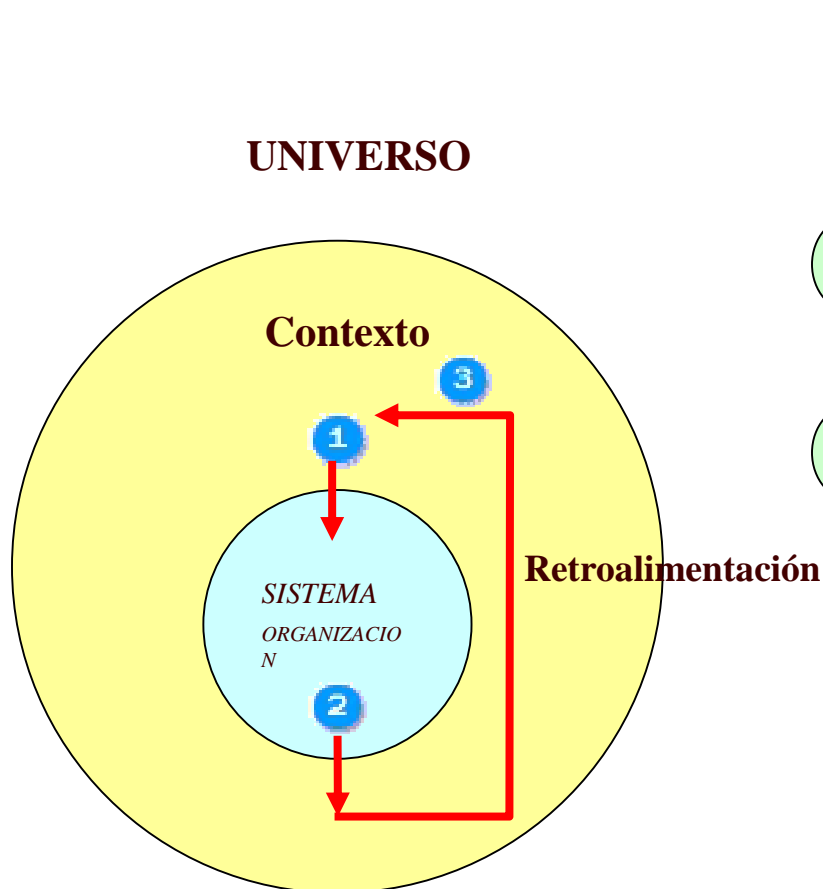 UNIVERSO
Contexto
3
1
Retroalimentación
SISTEMA
ORGANIZACIO
N
2